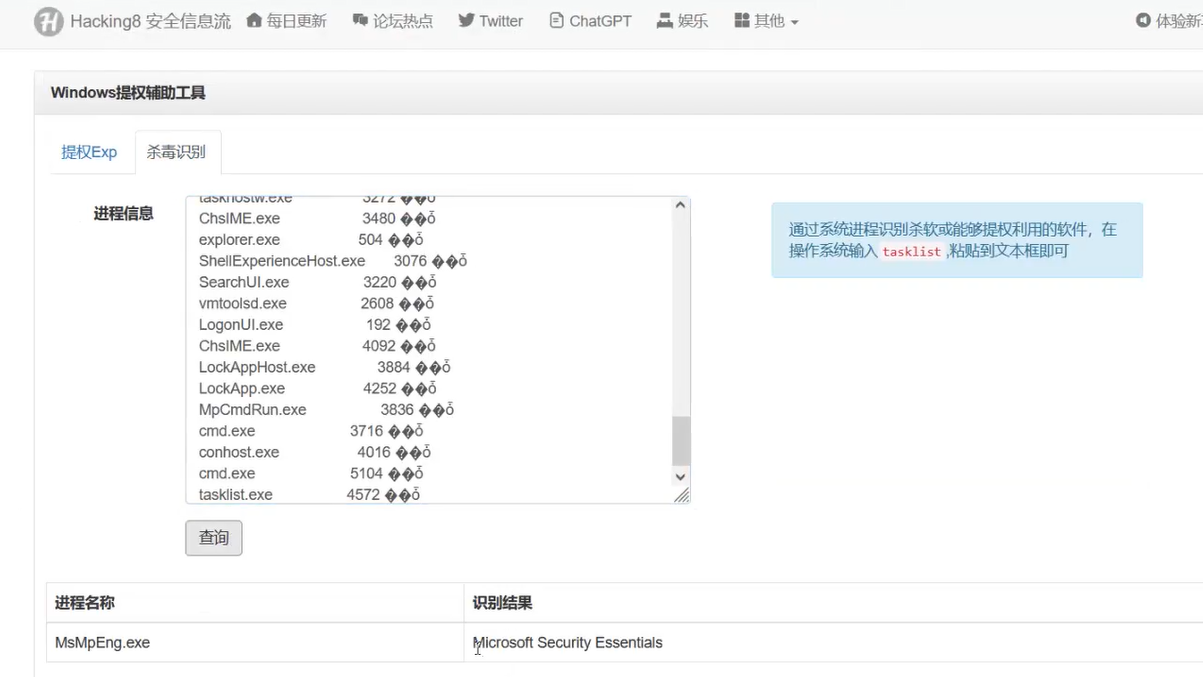 Hacking8 安全信息流 每日更新 论坛热点 Twitter ChatGPT 娱乐 其他 体验新
Windows提权辅助工具
提权Exp 杀毒识别
进程信息
taskhostw.exe 3272 ��ȭ
ChsIME.exe 3480 ��ȭ
explorer.exe 504 ��ȭ
ShellExperienceHost.exe 3076 ��ȭ
SearchUI.exe 3220 ��ȭ
vmtoolsd.exe 2608 ��ȭ
LogonUI.exe 192 ��ȭ
ChsIME.exe 4092 ��ȭ
LockAppHost.exe 3884 ��ȭ
LockApp.exe 4252 ��ȭ
MpCmdRun.exe 3836 ��ȭ
cmd.exe 3716 ��ȭ
conhost.exe 4016 ��ȭ
cmd.exe 5104 ��ȭ
tasklist.exe 4572 ��ȭ
通过系统进程识别杀软或能够提权利用的软件，在
操作系统输入 tasklist ,粘贴到文本框即可
查询
进程名称 识别结果
MsMpEng.exe Microsoft Security Essentials